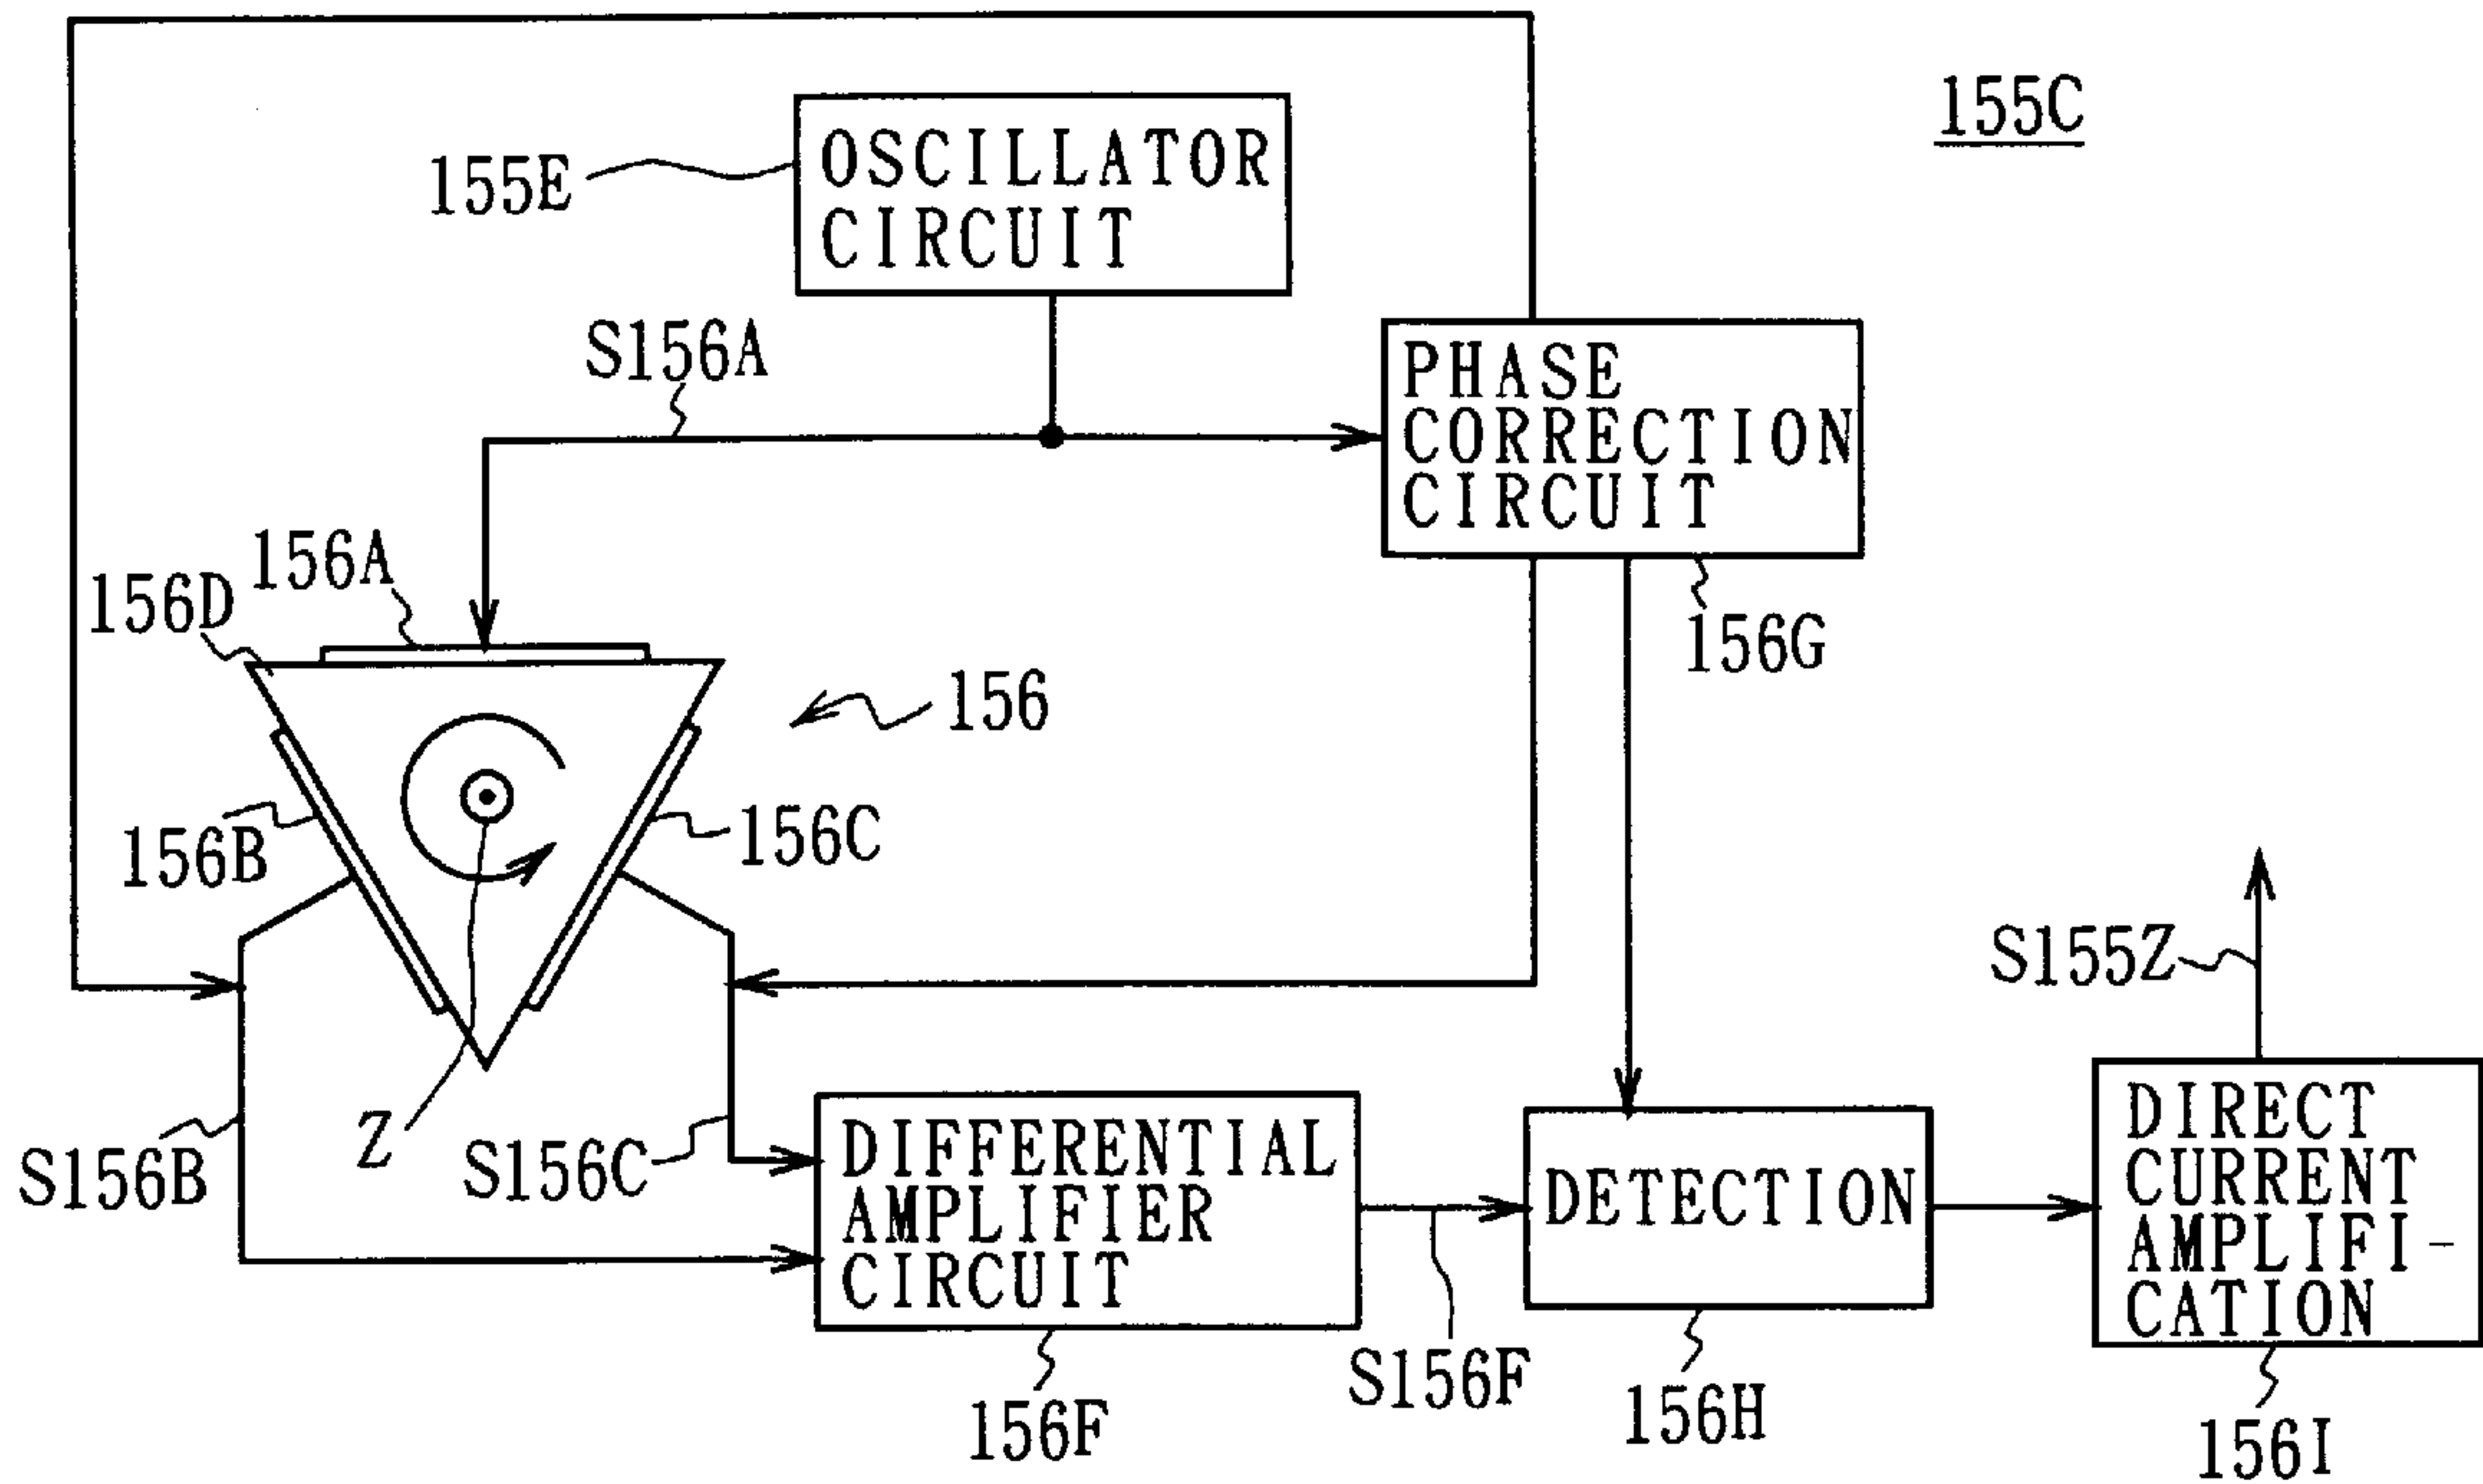 155C
155E
OSCILLATOR
CIRCUIT
S156A
PHASE
CORRECTION
CIRCUIT
156G
156A
156D
156
156B
156C
S155Z
Z
S156B
S156C
DIFFERENTIAL
AMPLIFIER
CIRCUIT
156F
S156F
DETECTION
156H
DIRECT
CURRENT
AMPLIFI-
CATION
156I